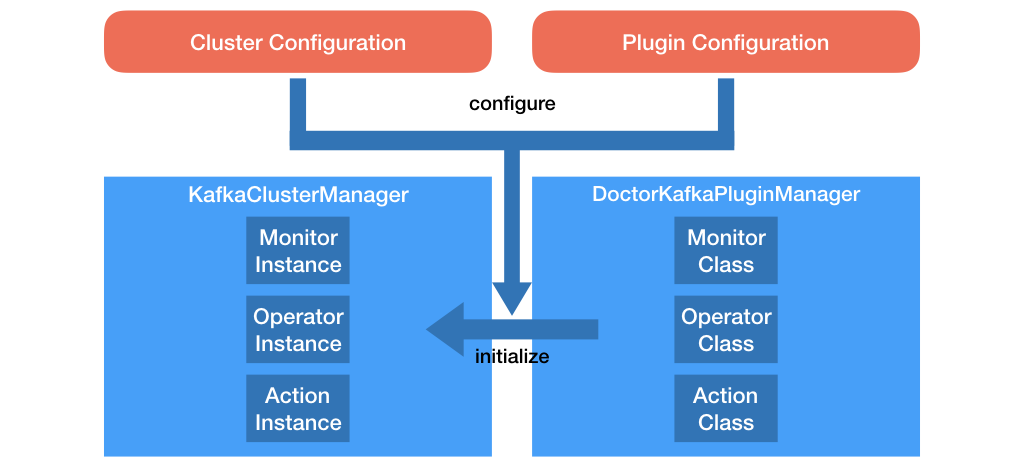 Cluster Configuration
Plugin Configuration
configure
KafkaClusterManager
Monitor
Instance
Operator
Instance
Action
Instance
initialize
DoctorKafkaPluginManager
Monitor
Class
Operator
Class
Action
Class